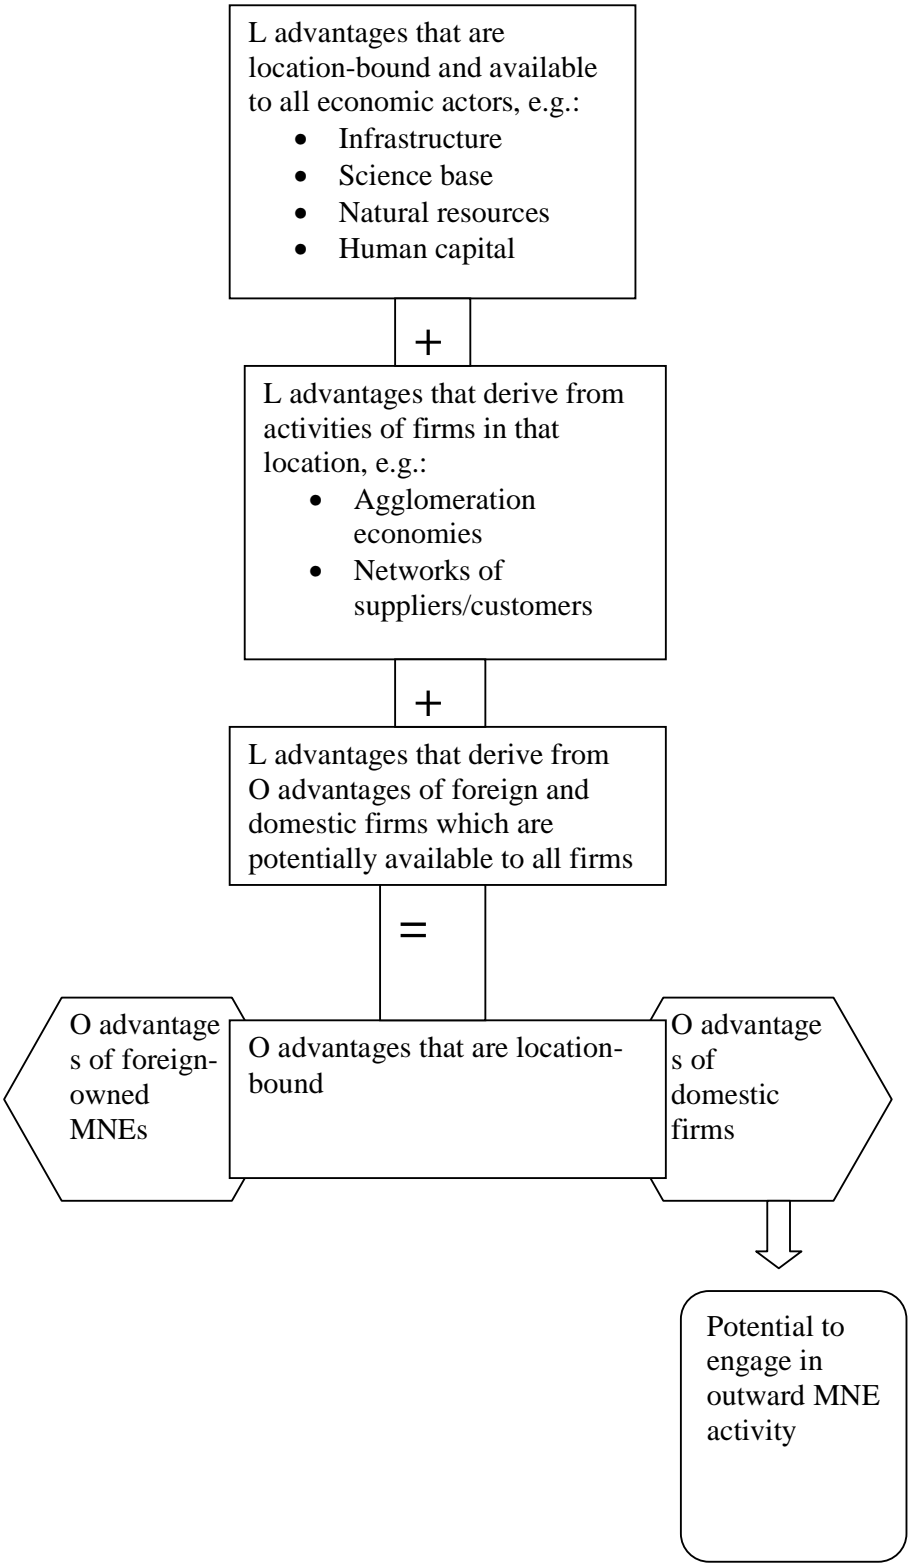 L advantages that are
location-bound and available
to all economic actors, e.g.:
• Infrastructure
• Science base
• Natural resources
• Human capital
+
L advantages that derive from
activities of firms in that
location, e.g.:
• Agglomeration
economies
• Networks of
suppliers/customers
+
L advantages that derive from
O advantages of foreign and
domestic firms which are
potentially available to all firms
=
O advantage
s of foreign-
owned
MNEs
O advantages that are location-
bound
O advantage
s of
domestic
firms
Potential to
engage in
outward MNE
activity